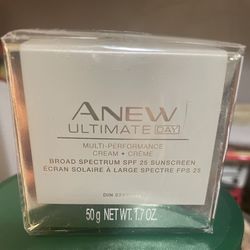 ANEW
ULTIMATE DAY
MULTI-PERFORMANCE
CREAM • CRÈME
BROAD SPECTRUM SPF 25 SUNSCREEN
ÉCRAN SOLAIRE À LARGE SPECTRE FPS 25
DIN
50 g NET WT. 1.7 OZ.